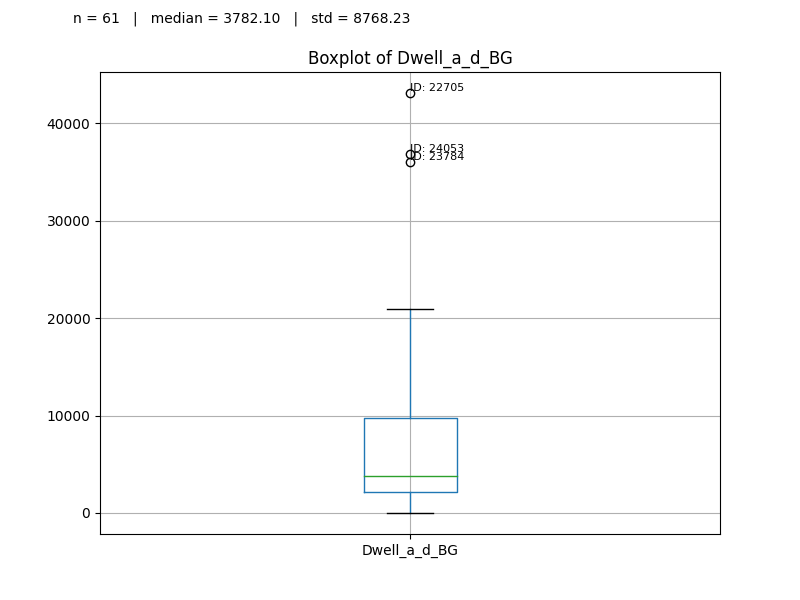 n = 61   |   median = 3782.10   |   std = 8768.23
Boxplot of Dwell_a_d_BG
ID: 22705
40000
ID: 24053
ID: 23784
30000
20000
10000
0
Dwell_a_d_BG